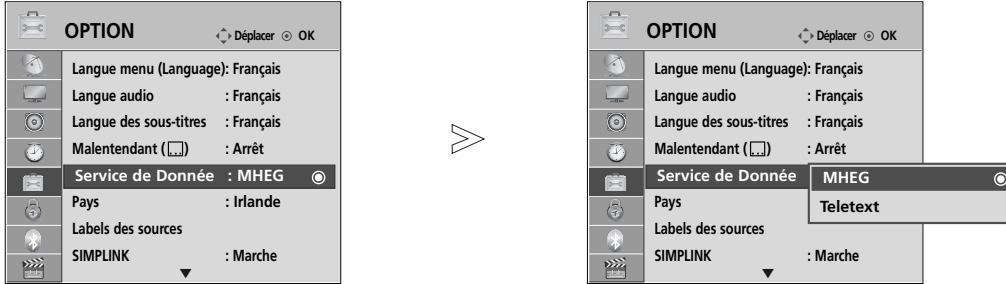 OPTION
Déplacer OK
Langue menu (Language): Français
Langue audio : Français
Langue des sous-titres : Français
Malentendant ( ) : Arrêt
Service de Donnée : MHEG
Pays : Irlande
Labels des sources
SIMPLINK : Marche
OPTION
Déplacer OK
Langue menu (Language): Français
Langue audio : Français
Langue des sous-titres : Français
Malentendant ( ) : Arrêt
Service de Donnée
MHEG
Pays
Teletext
Labels des sources
SIMPLINK : Marche